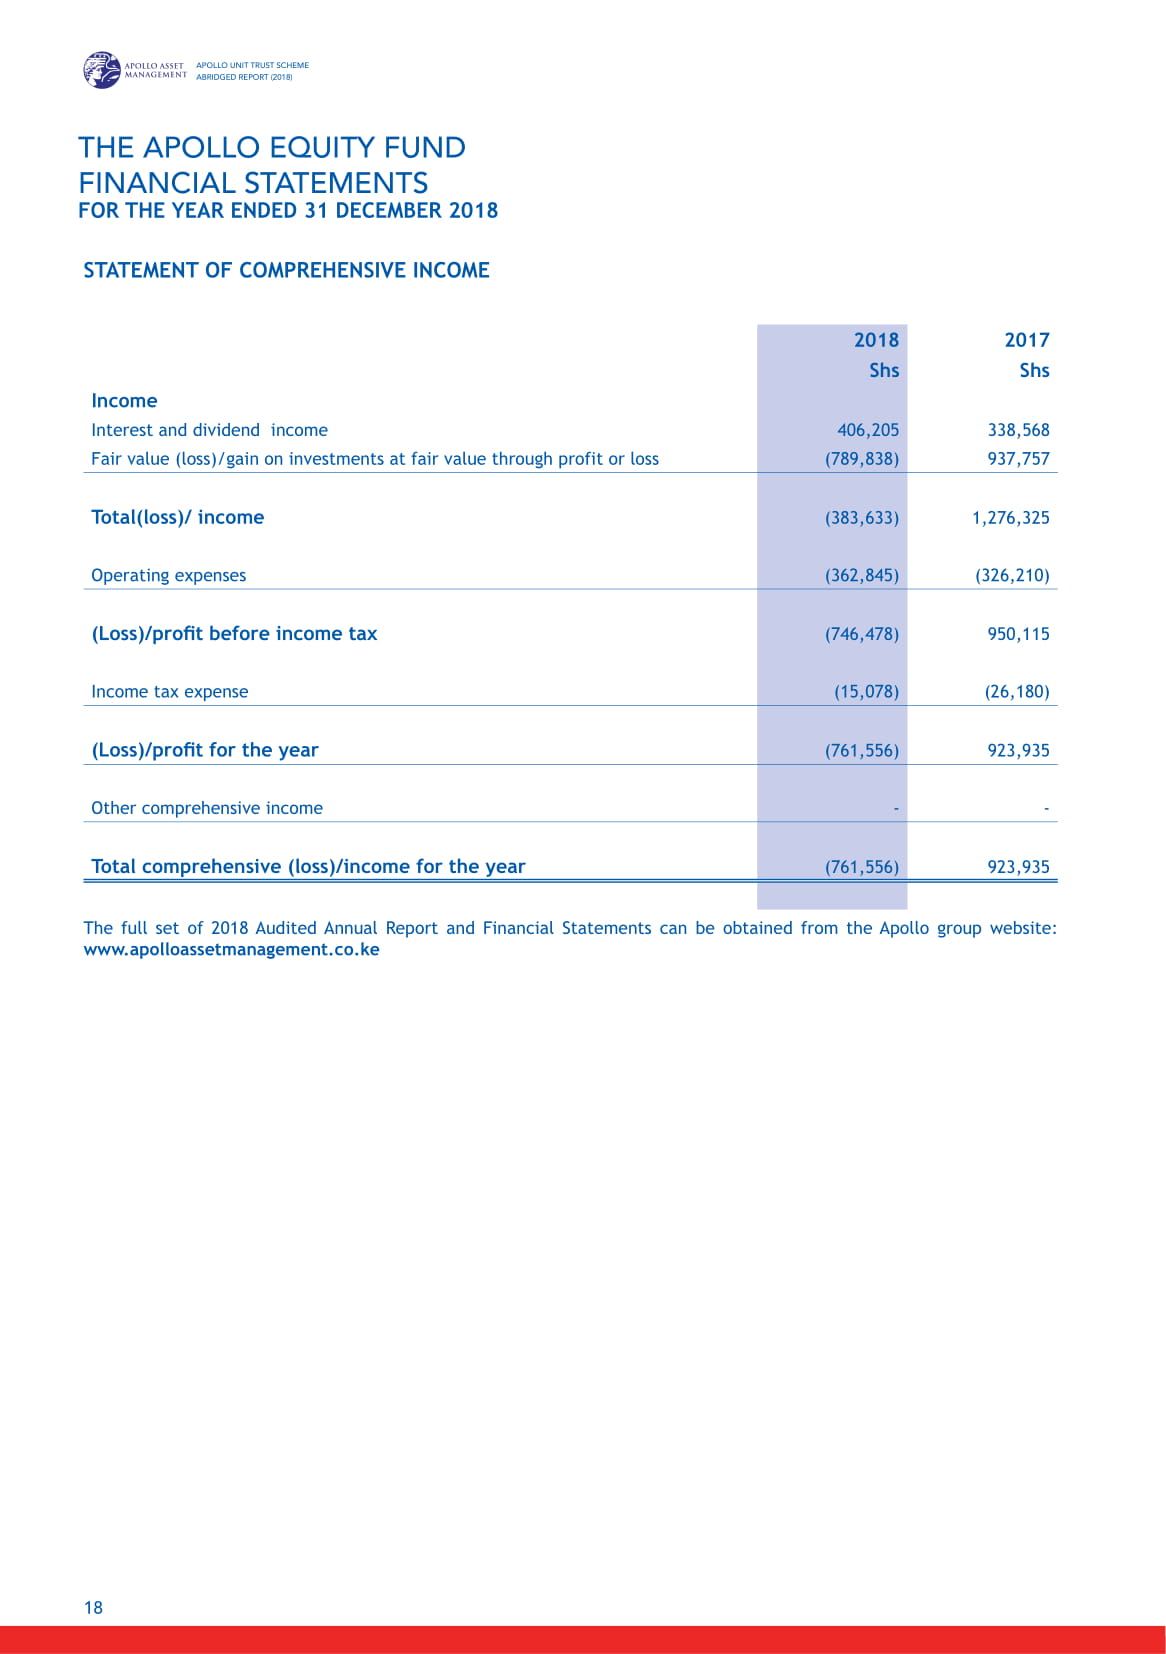 APOLLO ASSET
MANAGEMENT
APOLLO UNIT TRUST SCHEME
ABRIDGED REPORT (2018)
THE APOLLO EQUITY FUND
FINANCIAL STATEMENTS
FOR THE YEAR ENDED 31 DECEMBER 2018
STATEMENT OF COMPREHENSIVE INCOME
2018 2017
Shs Shs
Income
Interest and dividend  income 406,205 338,568
Fair value (loss)/gain on investments at fair value through profit or loss (789,838) 937,757
Total(loss)/ income (383,633) 1,276,325
Operating expenses (362,845) (326,210)
(Loss)/profit before income tax (746,478) 950,115
Income tax expense (15,078) (26,180)
(Loss)/profit for the year (761,556) 923,935
Other comprehensive income - -
Total comprehensive (loss)/income for the year (761,556) 923,935
The full set of 2018 Audited Annual Report and Financial Statements can be obtained from the Apollo group website:
www.apolloassetmanagement.co.ke
18